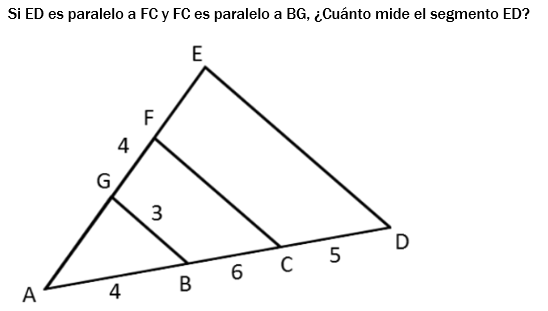 Si ED es paralelo a FC y FC es paralelo a BG, ¿Cuánto mide el segmento ED?
E
F
4
G
3
D
C
5
6
B
A
4